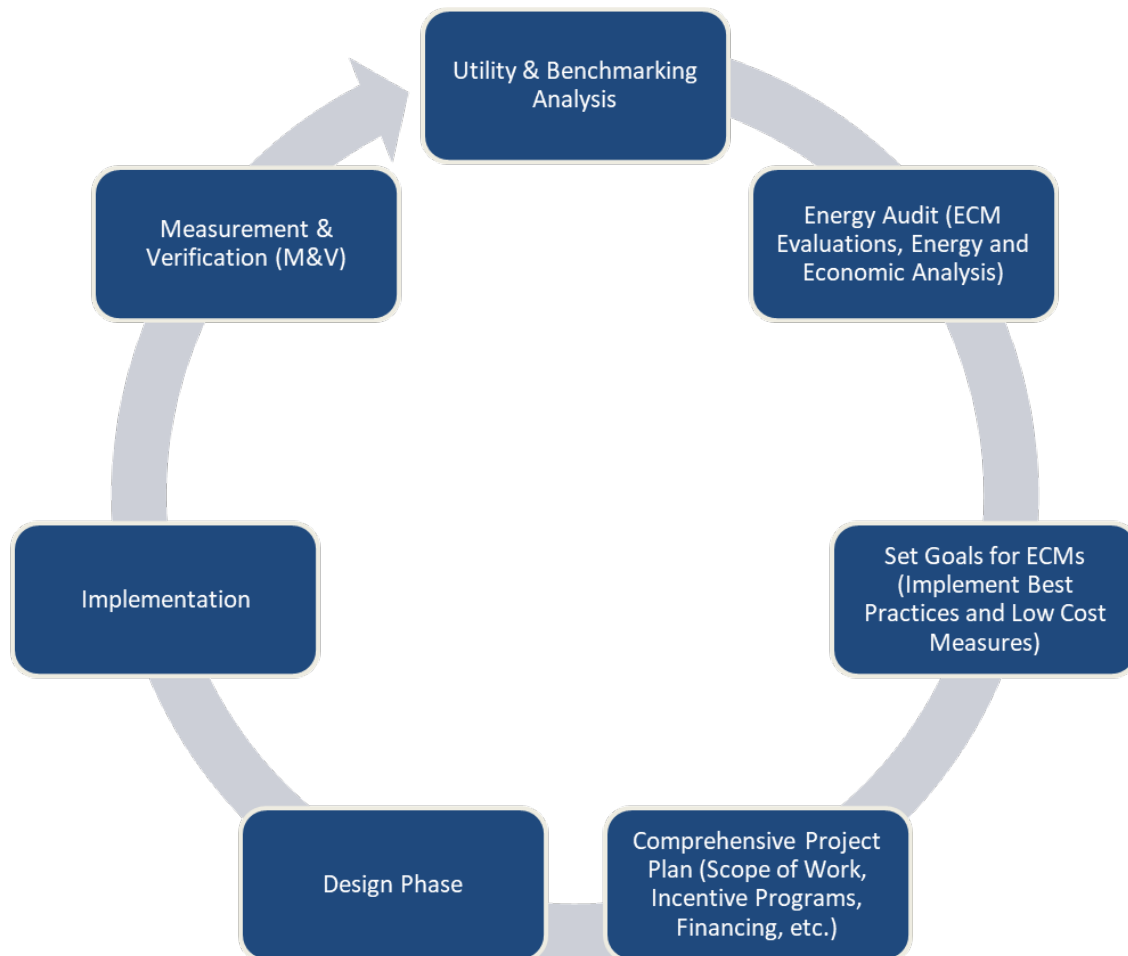 Utility & Benchmarking
Analysis
Energy Audit (ECM
Evaluations, Energy and
Economic Analysis)
Set Goals for ECMs
(Implement Best
Practices and Low Cost
Measures)
Comprehensive Project
Plan (Scope of Work,
Incentive Programs,
Financing, etc.)
Design Phase
Implementation
Measurement &
Verification (M&V)